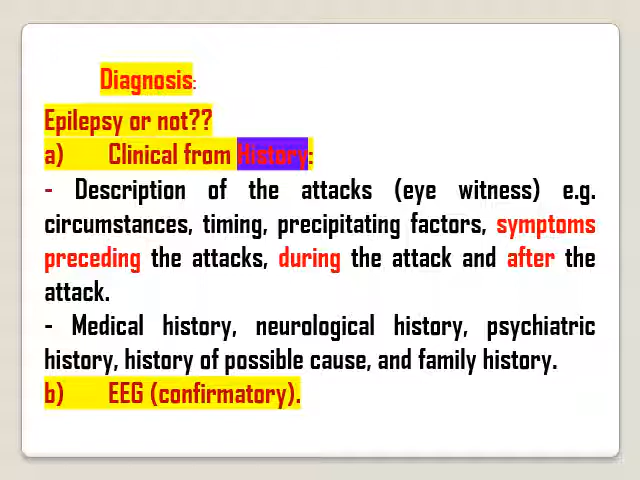 Diagnosis:
Epilepsy or not??
a) Clinical from History:
- Description of the attacks (eye witness) e.g.
circumstances, timing, precipitating factors, symptoms
preceding the attacks, during the attack and after the
attack.
- Medical history, neurological history, psychiatric
history, history of possible cause, and family history.
b) EEG (confirmatory).